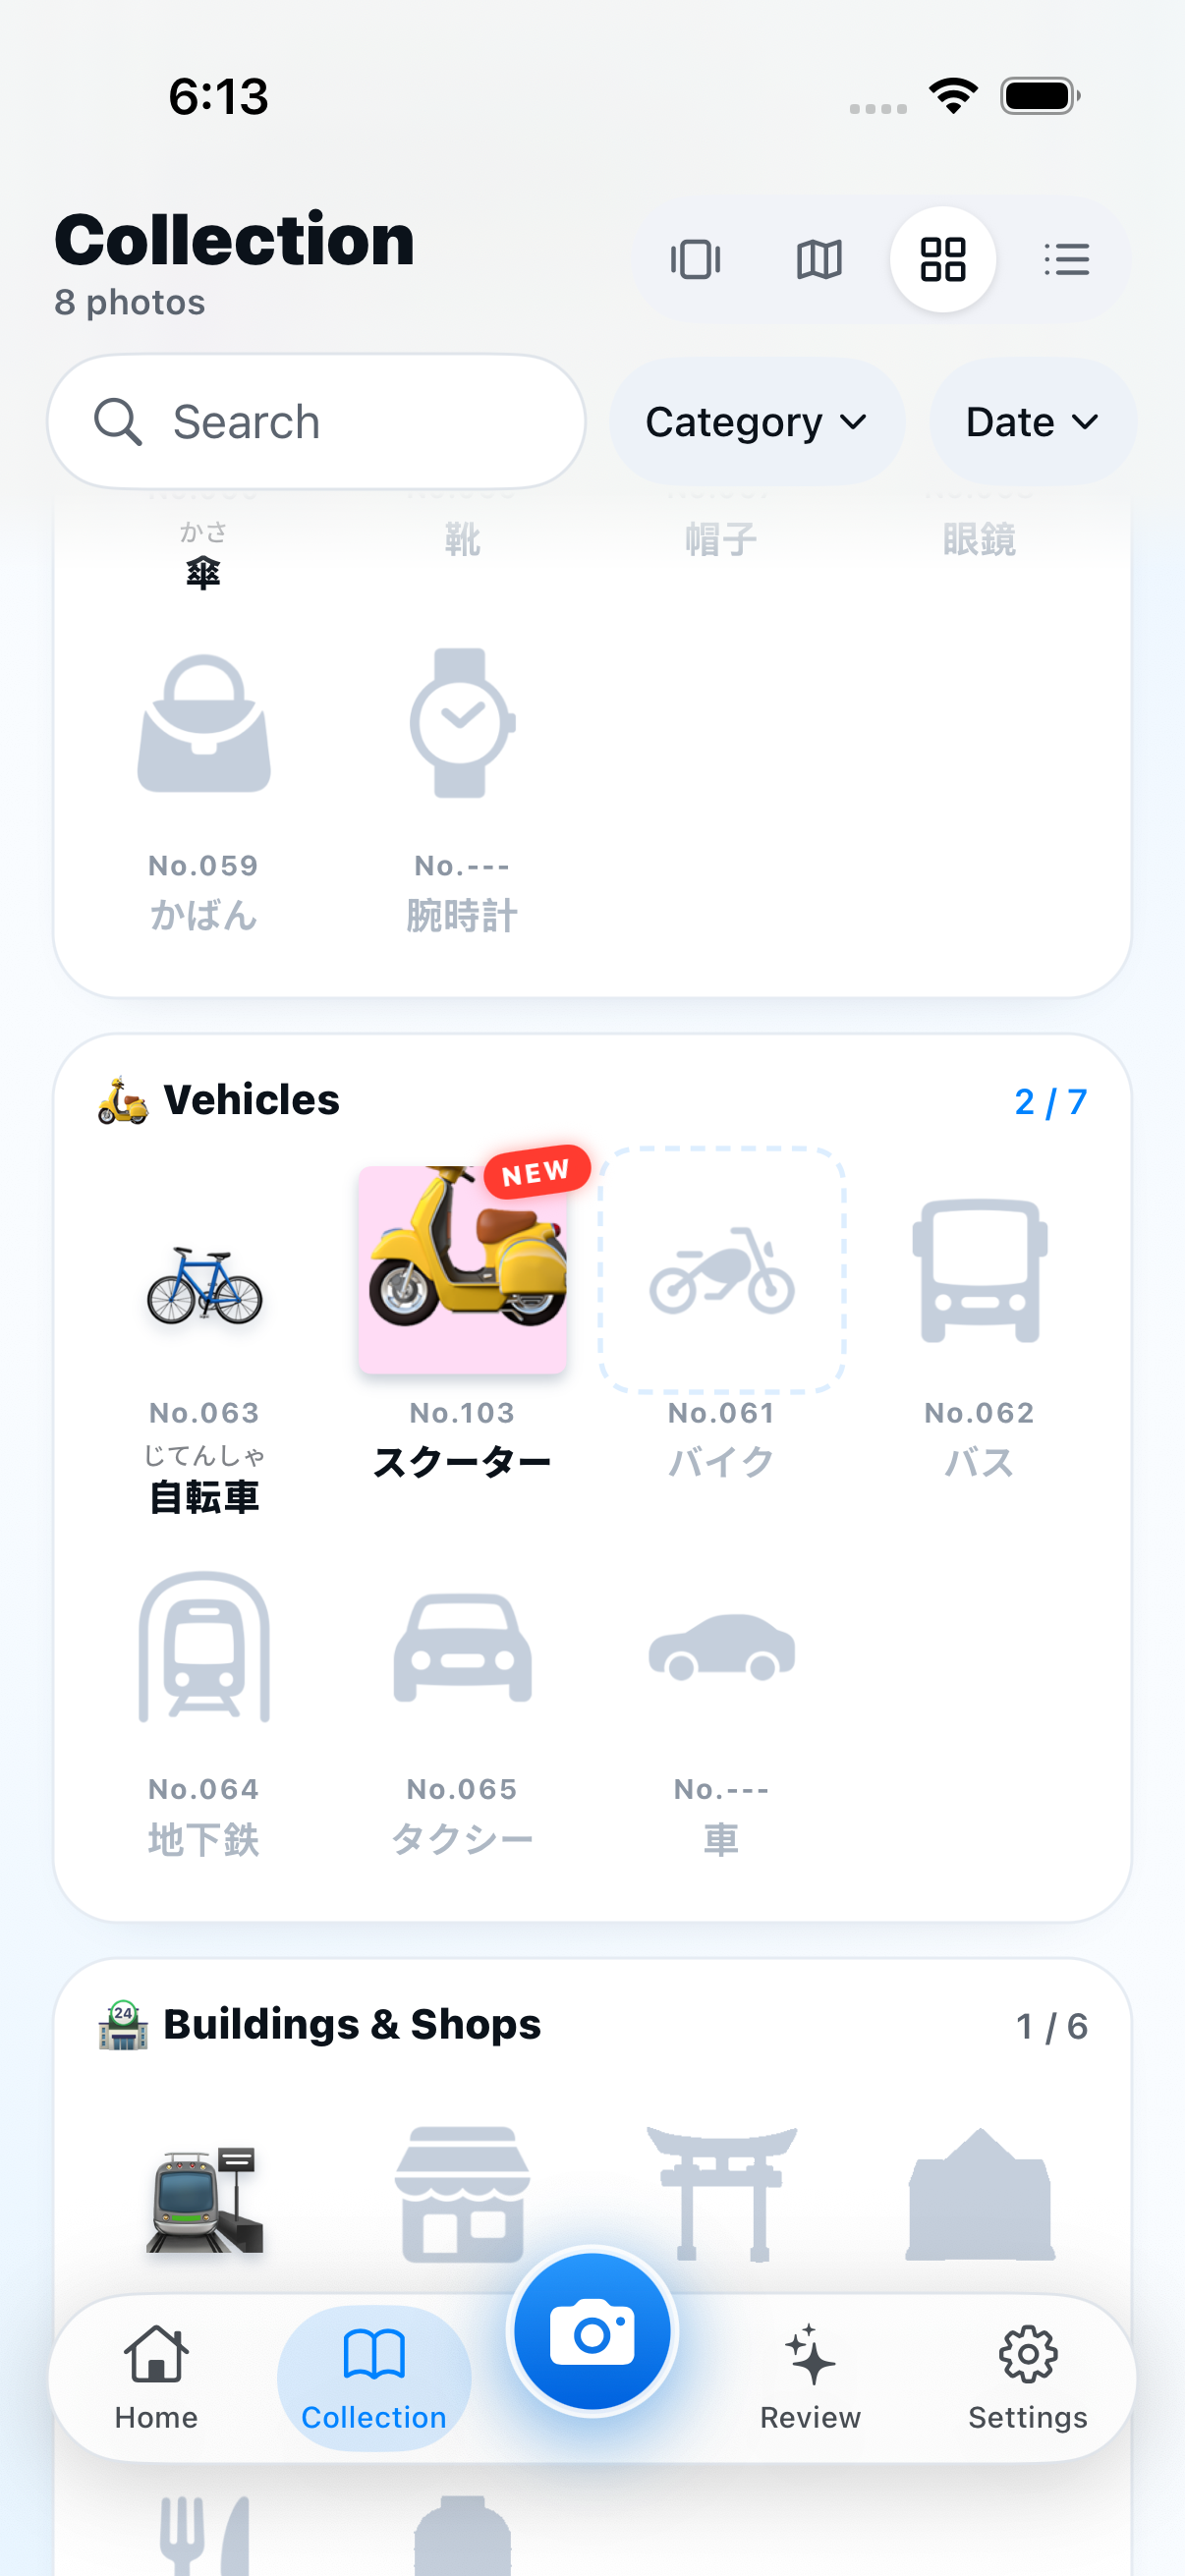 6:13
Collection
8 photos
Search
Category
Date
かさ
傘
靴
帽子
眼鏡
No.059
かばん
No.---
腕時計
Vehicles
2 / 7
NEW
No.063
じてんしゃ
自転車
No.103
スクーター
No.061
バイク
No.062
バス
No.064
地下鉄
No.065
タクシー
No.---
車
24
Buildings & Shops
1 / 6
Home
Collection
Review
Settings